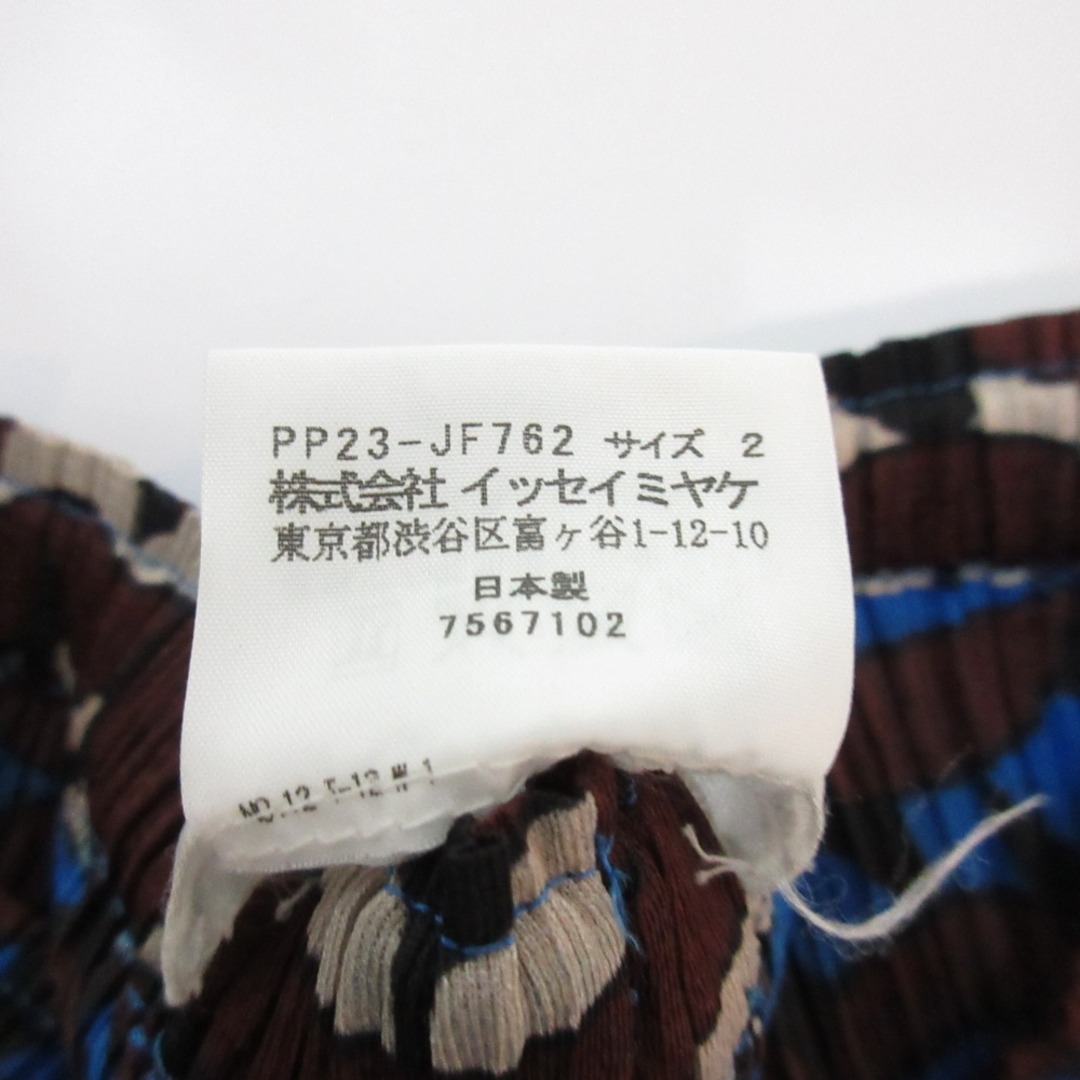 PP23-JF762 サイズ 2
株式会社 イッセイミヤケ
東京都渋谷区富ヶ谷1-12-10
日本製
7567102